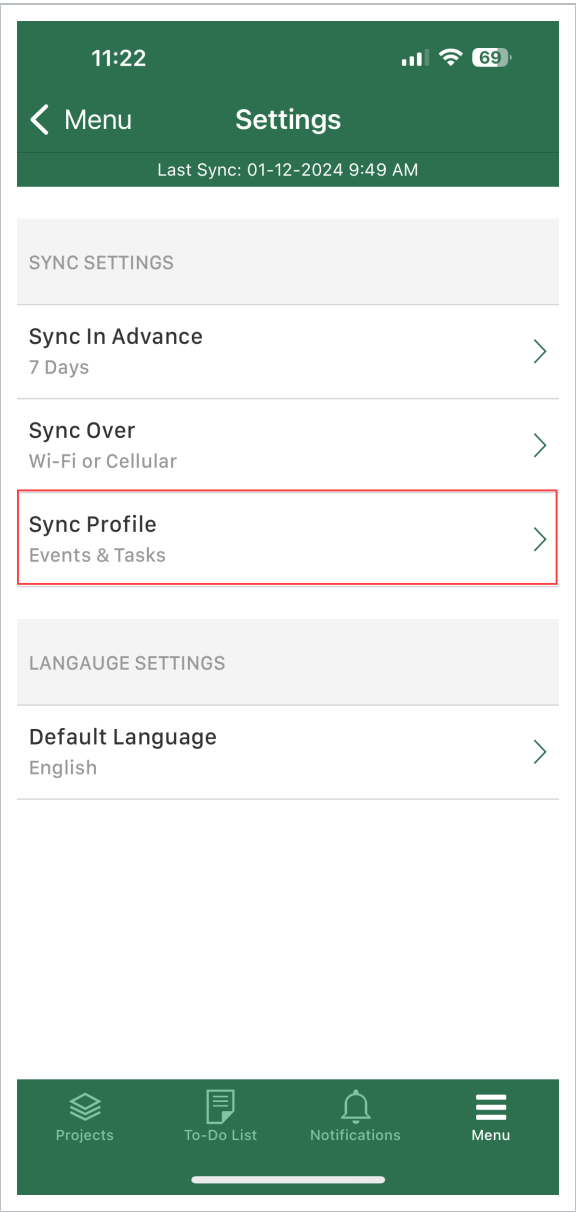 11:22
69
Menu
Settings
Last Sync: 01-12-2024 9:49 AM
SYNC SETTINGS
Sync In Advance
7 Days
Sync Over
Wi-Fi or Cellular
Sync Profile
Events & Tasks
LANGAUGE SETTINGS
Default Language
English
Projects
To-Do List
Notifications
Menu